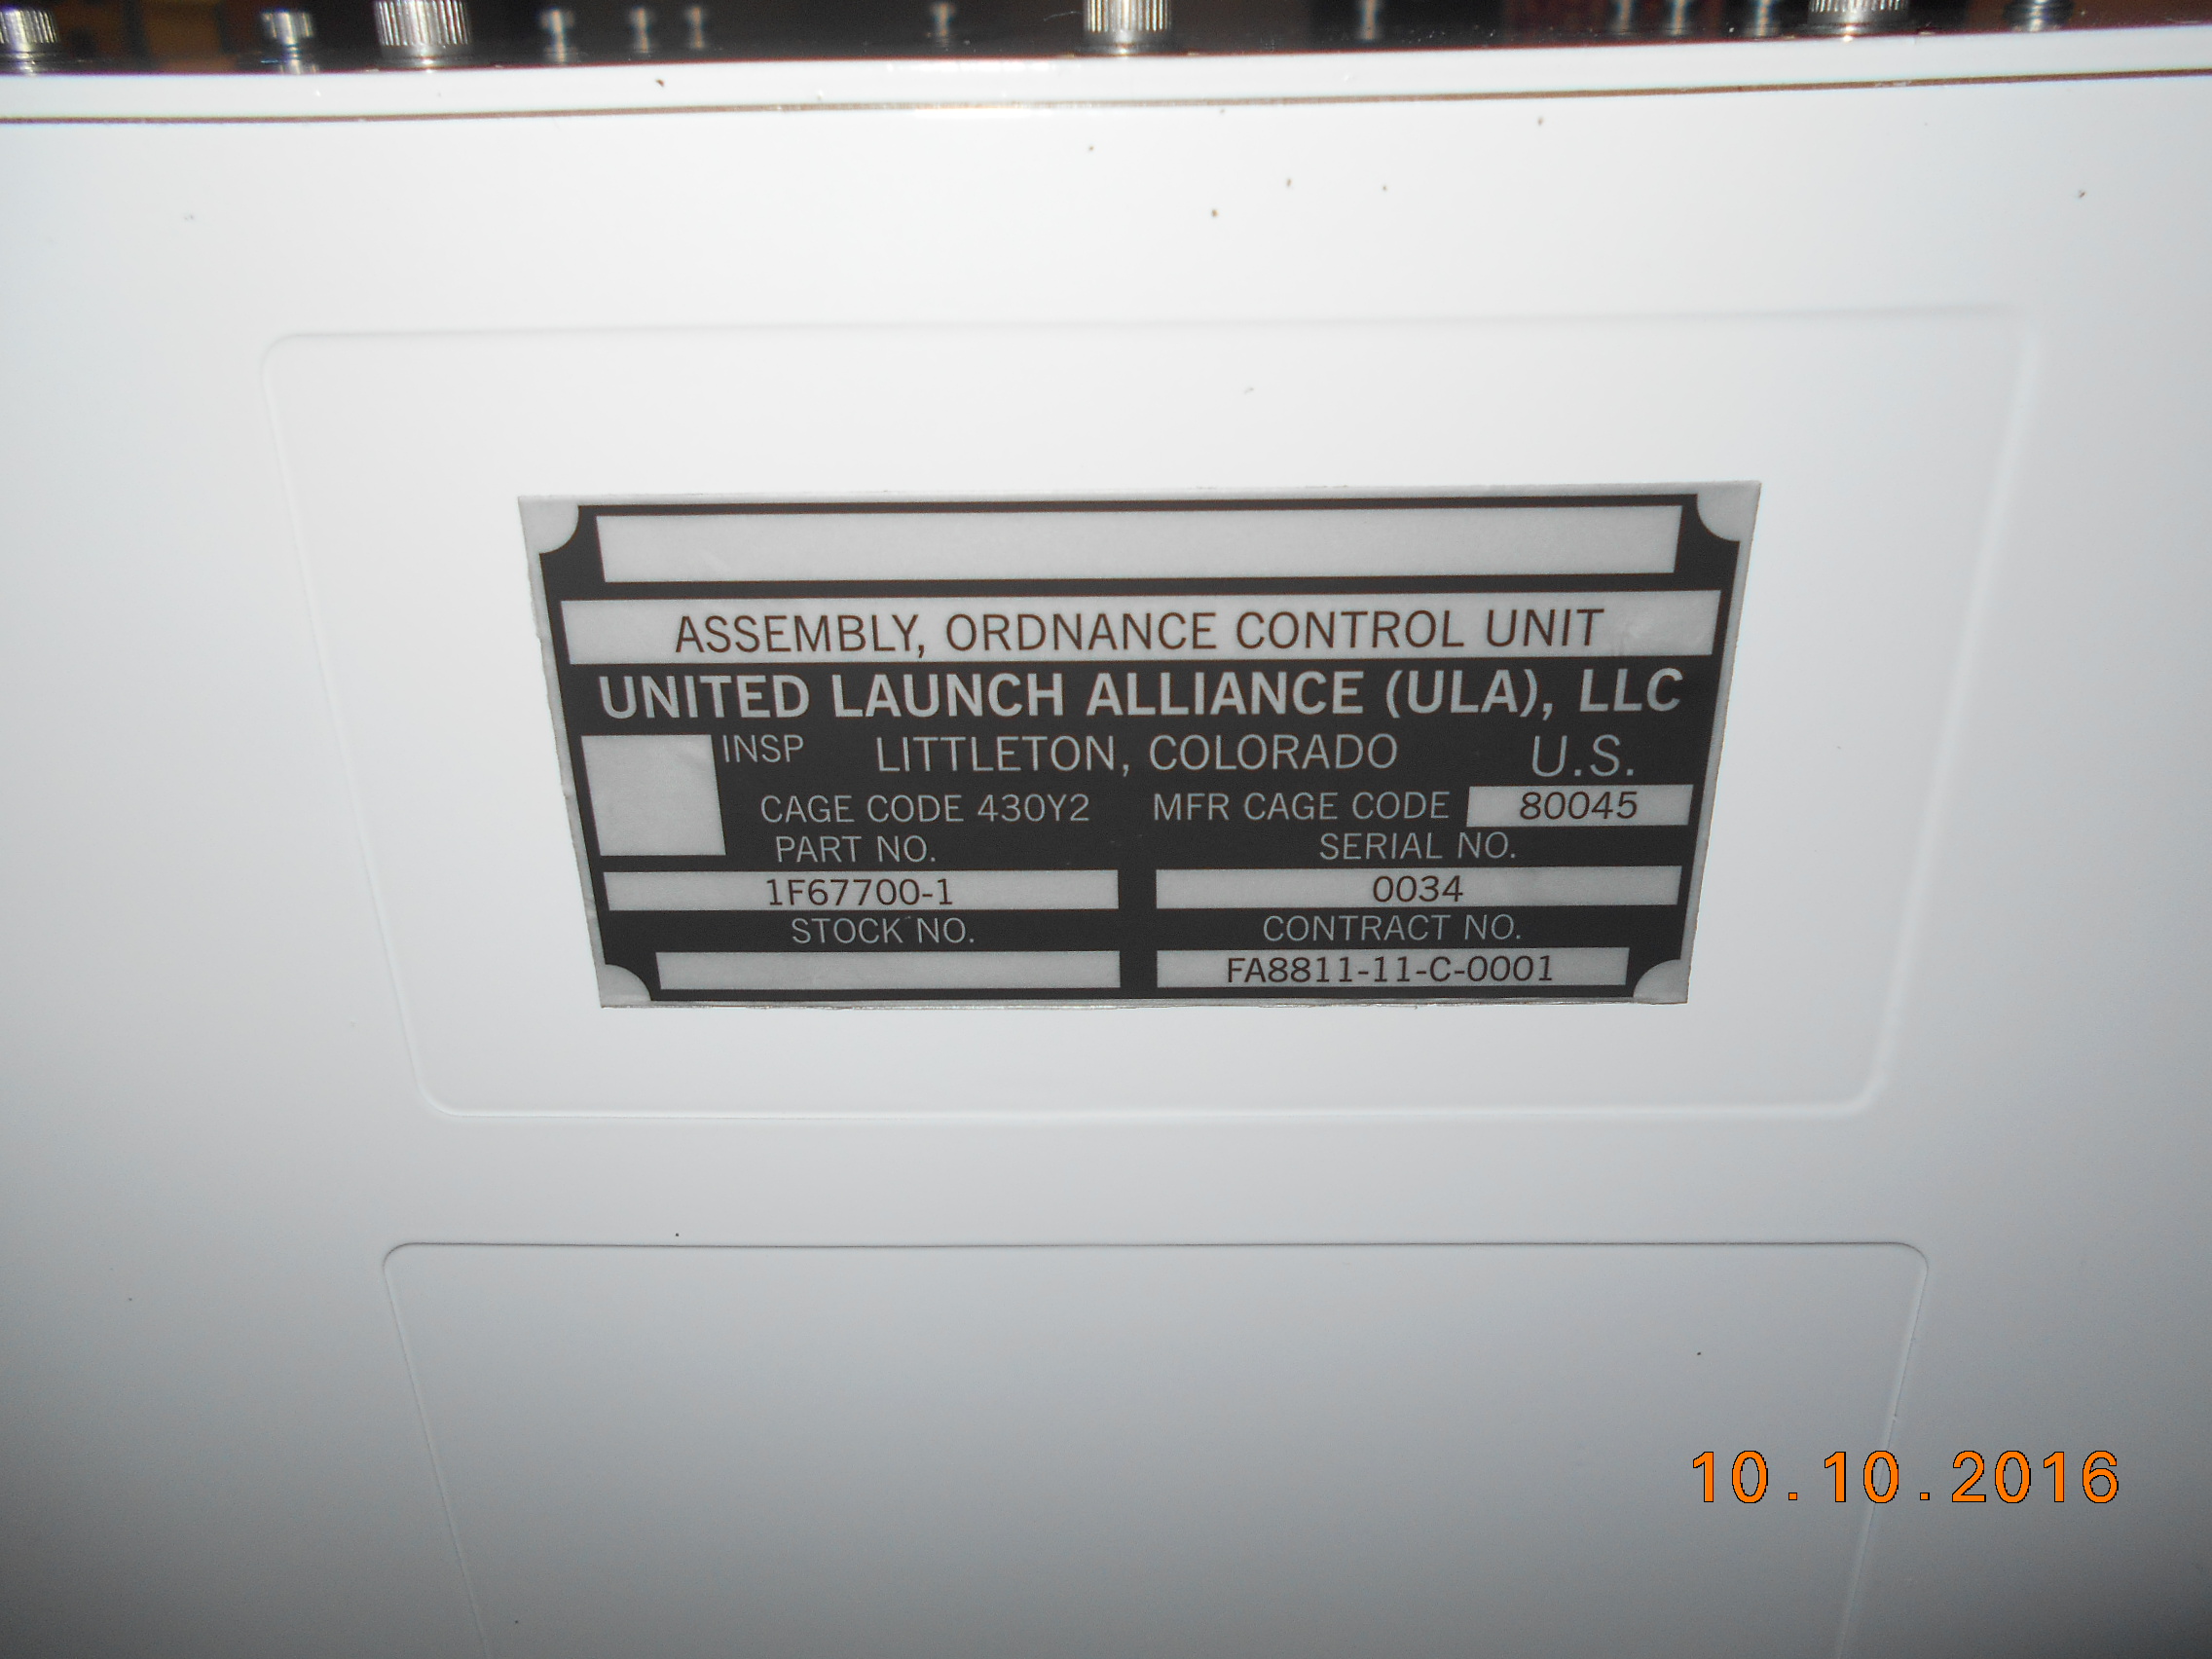 ASSEMBLY, ORDNANCE CONTROL UNIT
UNITED LAUNCH ALLIANCE (ULA), LLC
INSP LITTLETON, COLORADO U.S.
CAGE CODE 430Y2 MFR CAGE CODE 80045
PART NO. SERIAL NO.
1F67700-1 0034
STOCK NO. CONTRACT NO.
FA8811-11-C-0001
10.10.2016